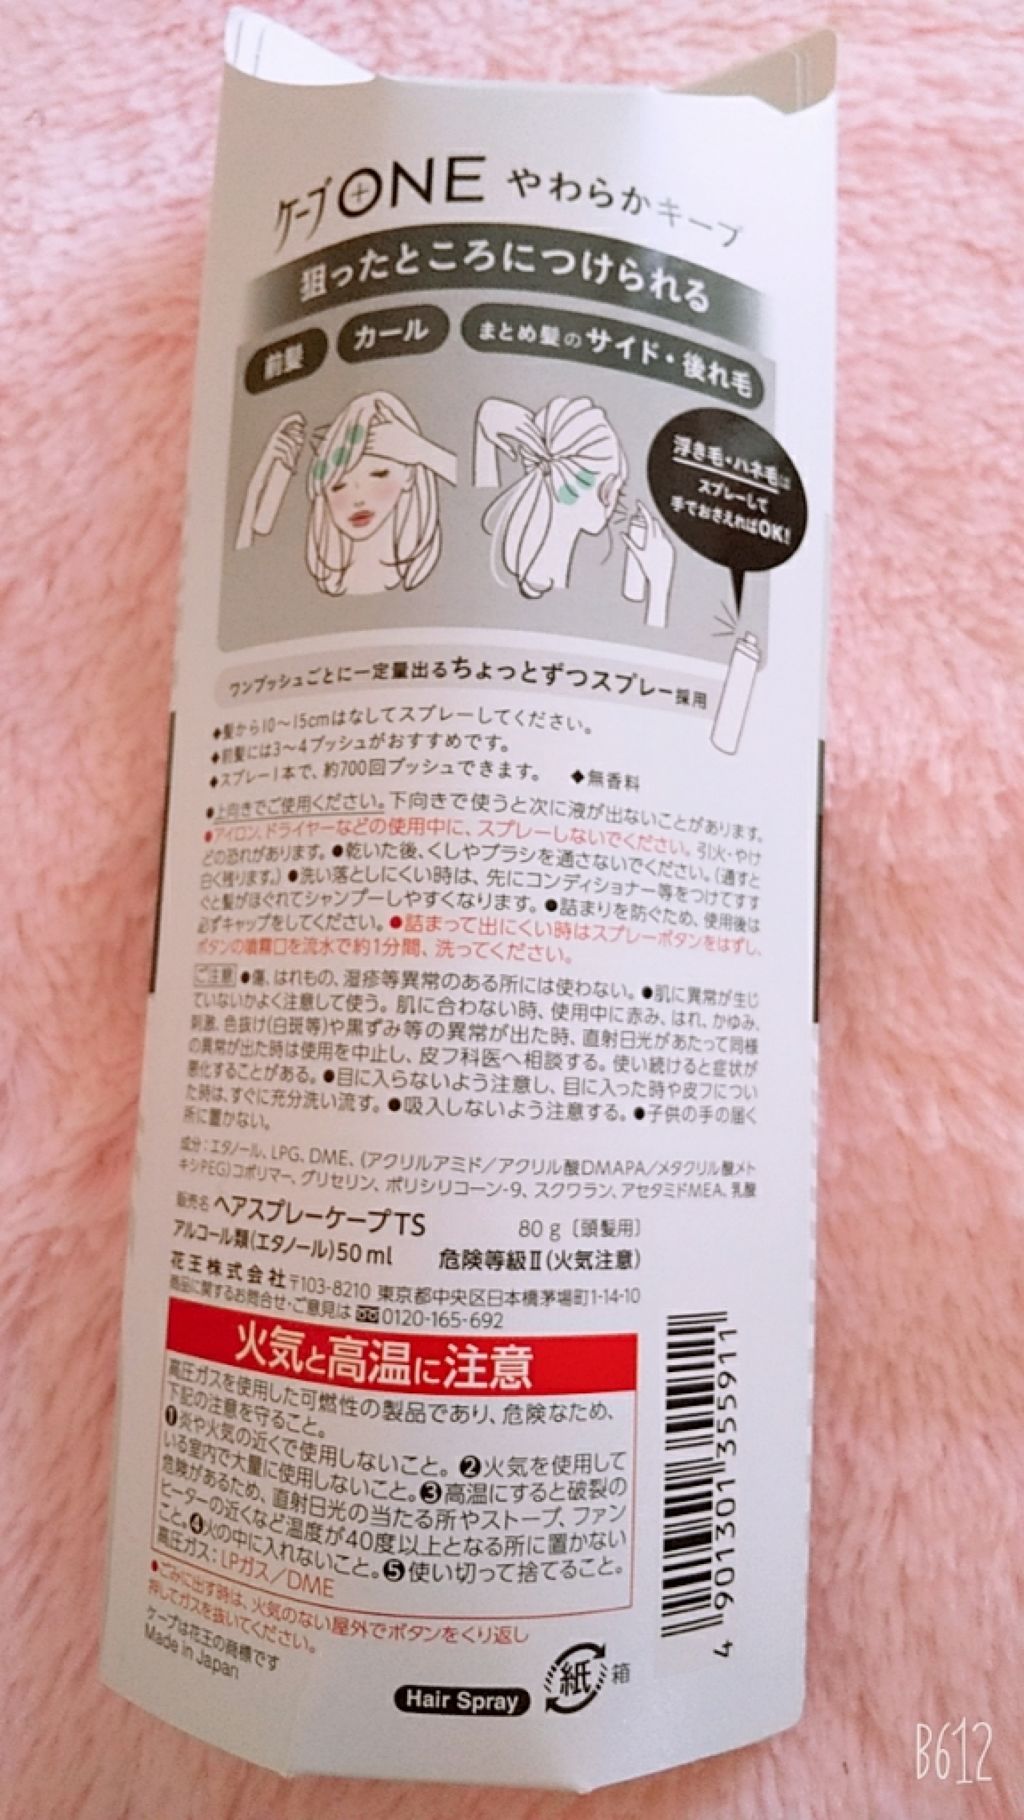 ケープ ONE やわらかキープ
狙ったところにつけられる
前髪 カール まとめ髪のサイド・後れ毛
浮き毛・ハネ毛は
スプレーして
手でおさえればOK!
ワンプッシュごとに一定量出るちょっとずつスプレー採用
◆髪から10〜15cmはなしてスプレーしてください。
◆前髪には3〜4プッシュがおすすめです。
◆スプレー1本で、約700回プッシュできます。 ◆無香料
●上向きでご使用ください。下向きで使うと次に液が出ないことがあります。
●アイロン、ドライヤーなどの使用中に、スプレーしないでください。引火・やけ
どの恐れがあります。●乾いた後、くしやブラシを通さないでください。(通すと
白く残ります。)●洗い落としにくい時は、先にコンディショナー等をつけてすす
ぐと髪がほぐれてシャンプーしやすくなります。●詰まりを防ぐため、使用後は
必ずキャップをしてください。●詰まって出にくい時はスプレーボタンをはずし、
ボタンの噴霧口を流水で約1分間、洗ってください。
ご注意 ●傷、はれもの、湿疹等異常のある所には使わない。●肌に異常が生じ
ていないかよく注意して使う。肌に合わない時、使用中に赤み、はれ、かゆみ、
刺激、色抜け(白斑等)や黒ずみ等の異常が出た時、直射日光があたって同様
の異常が出た時は使用を中止し、皮フ科医へ相談する。使い続けると症状が
悪化することがある。●目に入らないよう注意し、目に入った時や皮フについ
た時は、すぐに充分洗い流す。●吸入しないよう注意する。●子供の手の届く
所に置かない。
成分：エタノール、LPG、DME、(アクリルアミド／アクリル酸DMAPA／メタクリル酸メト
キシPEG)コポリマー、グリセリン、ポリシリコーン-9、スクワラン、アセタミドMEA、乳酸
販売名 ヘアスプレーケープTS 80g〔頭髪用〕
アルコール類(エタノール)50ml 危険等級Ⅱ(火気注意)
花王株式会社 〒103-8210 東京都中央区日本橋茅場町1-14-10
商品に関するお問合せ・ご意見は 0120-165-692
火気と高温に注意
高圧ガスを使用した可燃性の製品であり、危険なため、
下記の注意を守ること。
❶炎や火気の近くで使用しないこと。❷火気を使用して
いる室内で大量に使用しないこと。❸高温にすると破裂の
危険があるため、直射日光の当たる所やストーブ、ファン
ヒーターの近くなど温度が40度以上となる所に置かない
こと。❹火の中に入れないこと。❺使い切って捨てること。
高圧ガス：LPガス／DME
●ごみに出す時は、火気のない屋外でボタンをくり返し
押してガスを抜いてください。
ケープは花王の商標です
Made in Japan
Hair Spray
紙 箱
4 901301 355911
B612